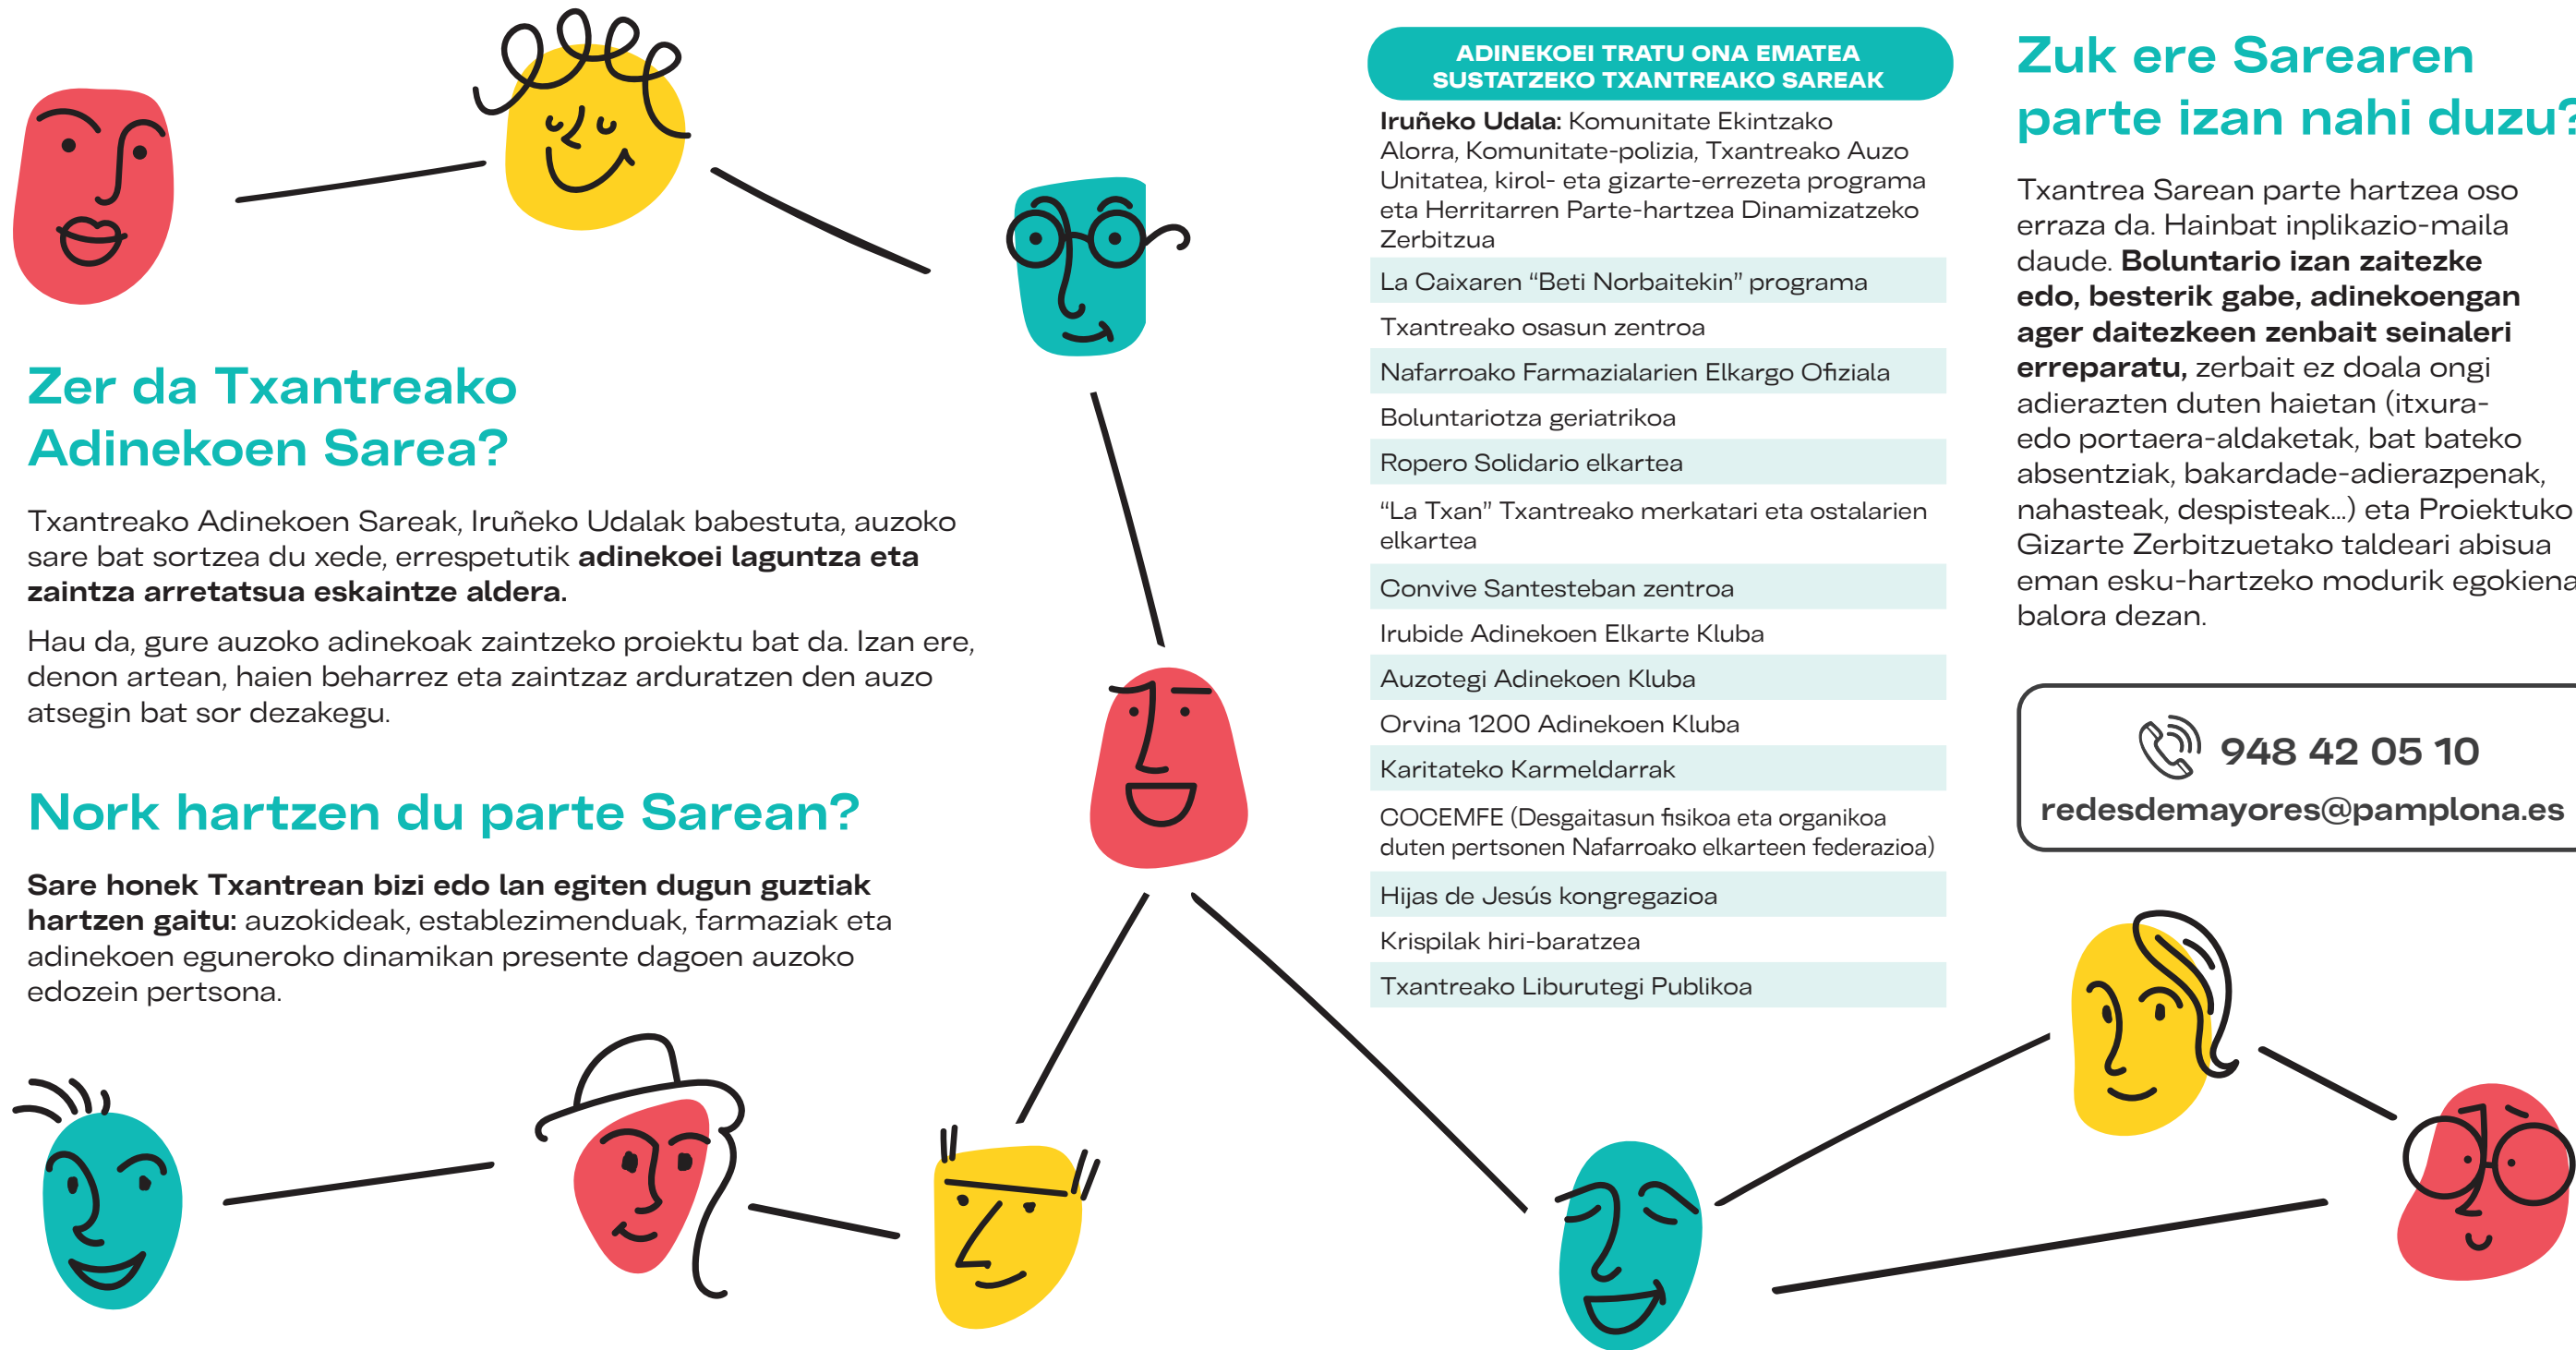 Zer da Txantreako
Adinekoen Sarea?
Txantreako Adinekoen Sareak, Iruñeko Udalak babestuta, auzoko
sare bat sortzea du xede, errespetutik adinekoei laguntza eta
zaintza arretatsua eskaintze aldera.
Hau da, gure auzoko adinekoak zaintzeko proiektu bat da. Izan ere,
denon artean, haien beharrez eta zaintzaz arduratzen den auzo
atsegin bat sor dezakegu.
Nork hartzen du parte Sarean?
Sare honek Txantrean bizi edo lan egiten dugun guztiak
hartzen gaitu: auzokideak, establezimenduak, farmaziak eta
adinekoen eguneroko dinamikan presente dagoen auzoko
edozein pertsona.
ADINEKOEI TRATU ONA EMATEA
SUSTATZEKO TXANTREAKO SAREAK
Iruñeko Udala: Komunitate Ekintzako
Alorra, Komunitate-polizia, Txantreako Auzo
Unitatea, kirol- eta gizarte-errezeta programa
eta Herritarren Parte-hartzea Dinamizatzeko
Zerbitzua
La Caixaren “Beti Norbaitekin” programa
Txantreako osasun zentroa
Nafarroako Farmazialarien Elkargo Ofiziala
Boluntariotza geriatrikoa
Ropero Solidario elkartea
“La Txan” Txantreako merkatari eta ostalarien
elkartea
Convive Santesteban zentroa
Irubide Adinekoen Elkarte Kluba
Auzotegi Adinekoen Kluba
Orvina 1200 Adinekoen Kluba
Karitateko Karmeldarrak
COCEMFE (Desgaitasun fisikoa eta organikoa
duten pertsonen Nafarroako elkarteen federazioa)
Hijas de Jesús kongregazioa
Krispilak hiri-baratzea
Txantreako Liburutegi Publikoa
Zuk ere Sarearen
parte izan nahi duzu?
Txantrea Sarean parte hartzea oso
erraza da. Hainbat inplikazio-maila
daude. Boluntario izan zaitezke
edo, besterik gabe, adinekoengan
ager daitezkeen zenbait seinaleri
erreparatu, zerbait ez doala ongi
adierazten duten haietan (itxura-
edo portaera-aldaketak, bat bateko
absentziak, bakardade-adierazpenak,
nahasteak, despisteak...) eta Proiektuko
Gizarte Zerbitzuetako taldeari abisua
eman esku-hartzeko modurik egokiena
balora dezan.
948 42 05 10
redesdemayores@pamplona.es